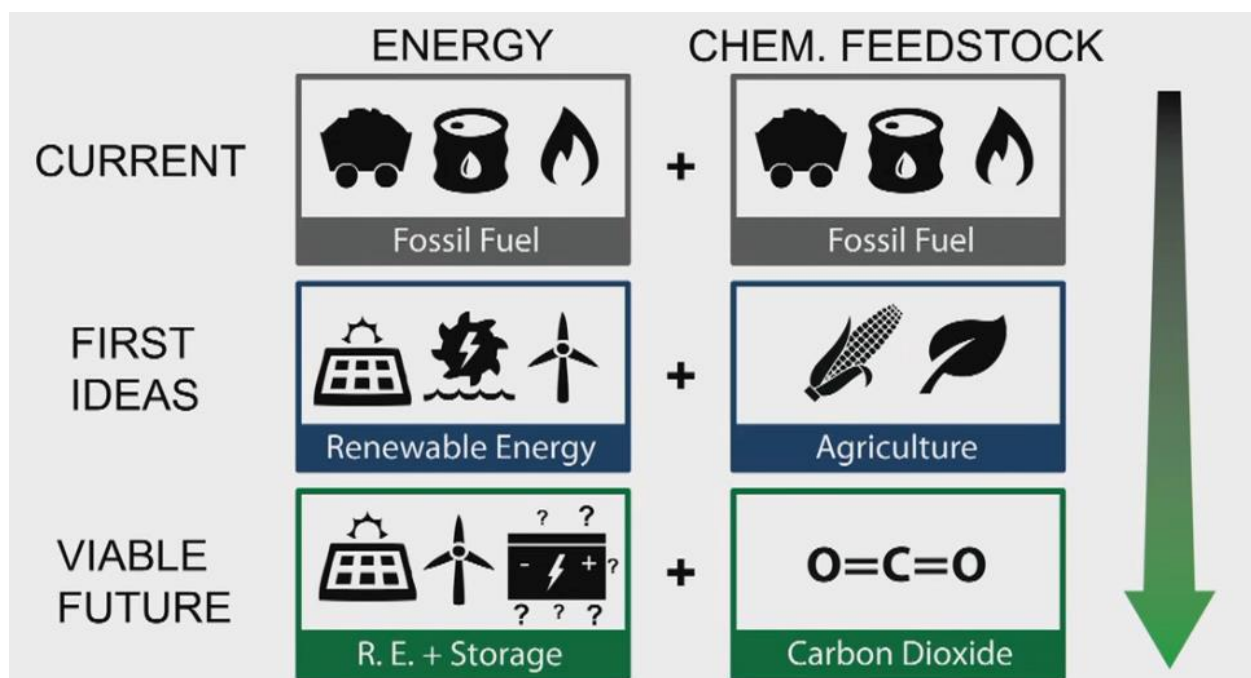 ENERGY
CHEM. FEEDSTOCK
CURRENT
+
Fossil Fuel
Fossil Fuel
FIRST
IDEAS
+
Renewable Energy
Agriculture
VIABLE
FUTURE
? ?
- + ?
? ? ?
+
O=C=O
R. E. + Storage
Carbon Dioxide